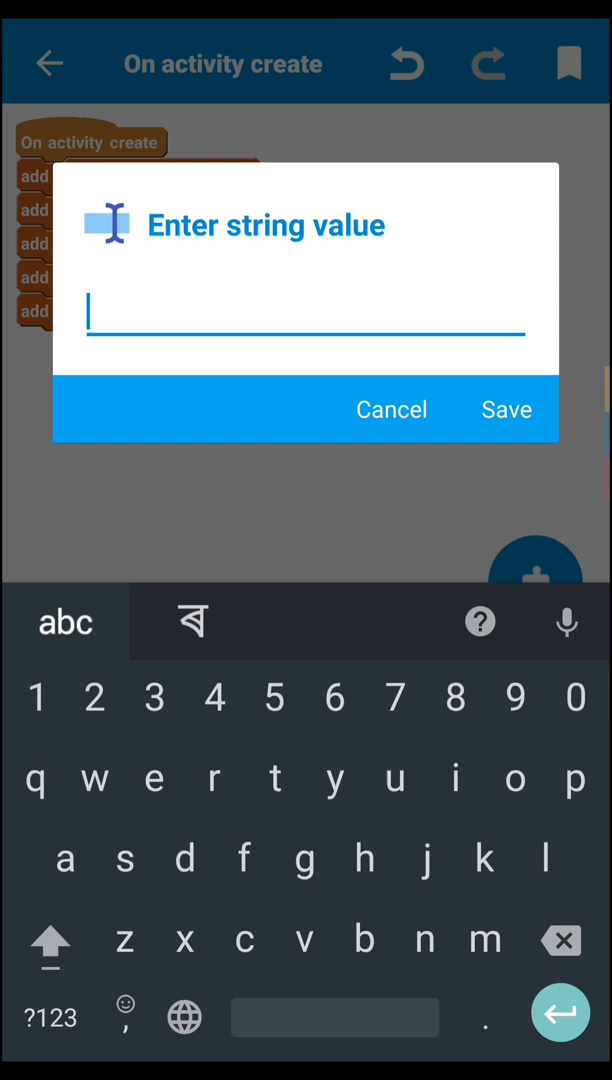 On activity create
On activity create
add
add
add
add
add
Enter string value
Cancel Save
abc ব ?
1 2 3 4 5 6 7 8 9 0
q w e r t y u i o p
a s d f g h j k l
z x c v b n m
?123 , .